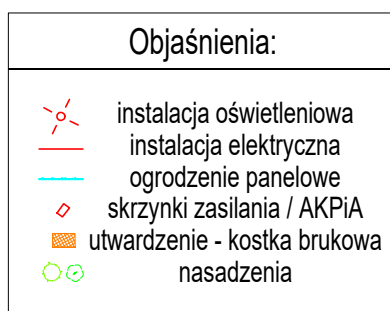 Objaśnienia:
instalacja oświetleniowa
instalacja elektryczna
ogrodzenie panelowe
skrzynki zasilania / AKPiA
utwardzenie - kostka brukowa
nasadzenia